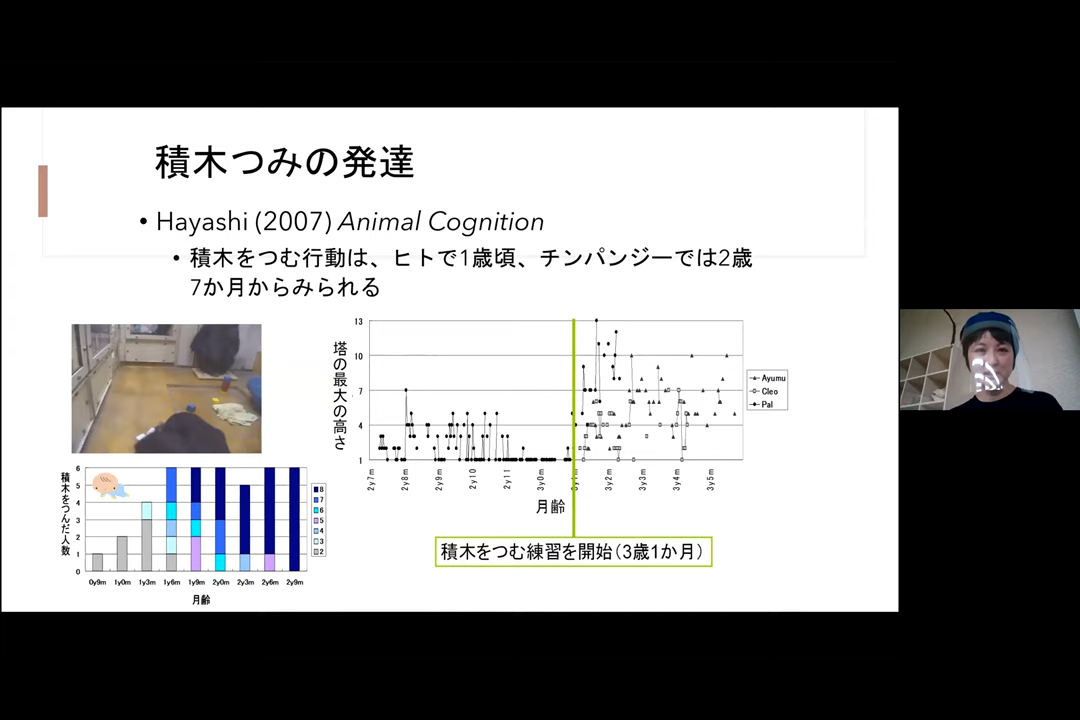 積木つみの発達
• Hayashi (2007) Animal Cognition
• 積木をつむ行動は、ヒトで1歳頃、チンパンジーでは2歳
7か月からみられる
塔の最大の高さ
13
10
7
4
1
2y7m
2y8m
2y9m
2y10
2y11
3y0m
3y2m
3y3m
3y4m
3y5m
月齢
Ayumu
Cleo
Pal
積木をつむ練習を開始(3歳1か月)
積木をつんだ人数
6
5
4
3
2
1
0
0y9m 1y0m 1y3m 1y6m 1y9m 2y0m 2y3m 2y6m 2y9m
月齢
8
7
6
5
4
3
2